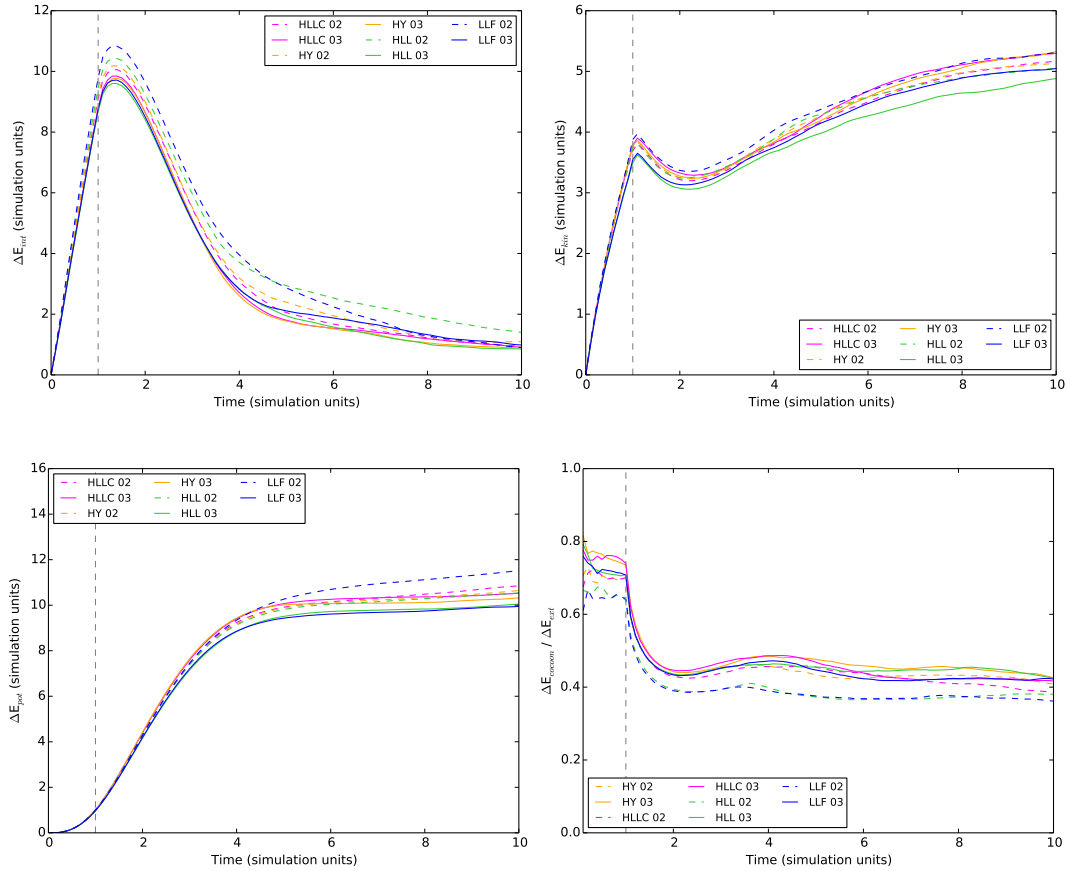 12
10
8
6
4
2
0
ΔE_int (simulation units)
HLLC 02 HY 03 LLF 02
HLLC 03 HLL 02 LLF 03
HY 02 HLL 03
0 2 4 6 8 10
Time (simulation units)
6
5
4
3
2
1
0
ΔE_kin (simulation units)
HLLC 02 HY 03 LLF 02
HLLC 03 HLL 02 LLF 03
HY 02 HLL 03
0 2 4 6 8 10
Time (simulation units)
16
14
12
10
8
6
4
2
0
ΔE_pot (simulation units)
HLLC 02 HY 03 LLF 02
HLLC 03 HLL 02 LLF 03
HY 02 HLL 03
0 2 4 6 8 10
Time (simulation units)
1.0
0.8
0.6
0.4
0.2
0.0
ΔE_cocoon / ΔE_ext
HY 02 HLLC 03 LLF 02
HY 03 HLL 02 LLF 03
HLLC 02 HLL 03
0 2 4 6 8 10
Time (simulation units)